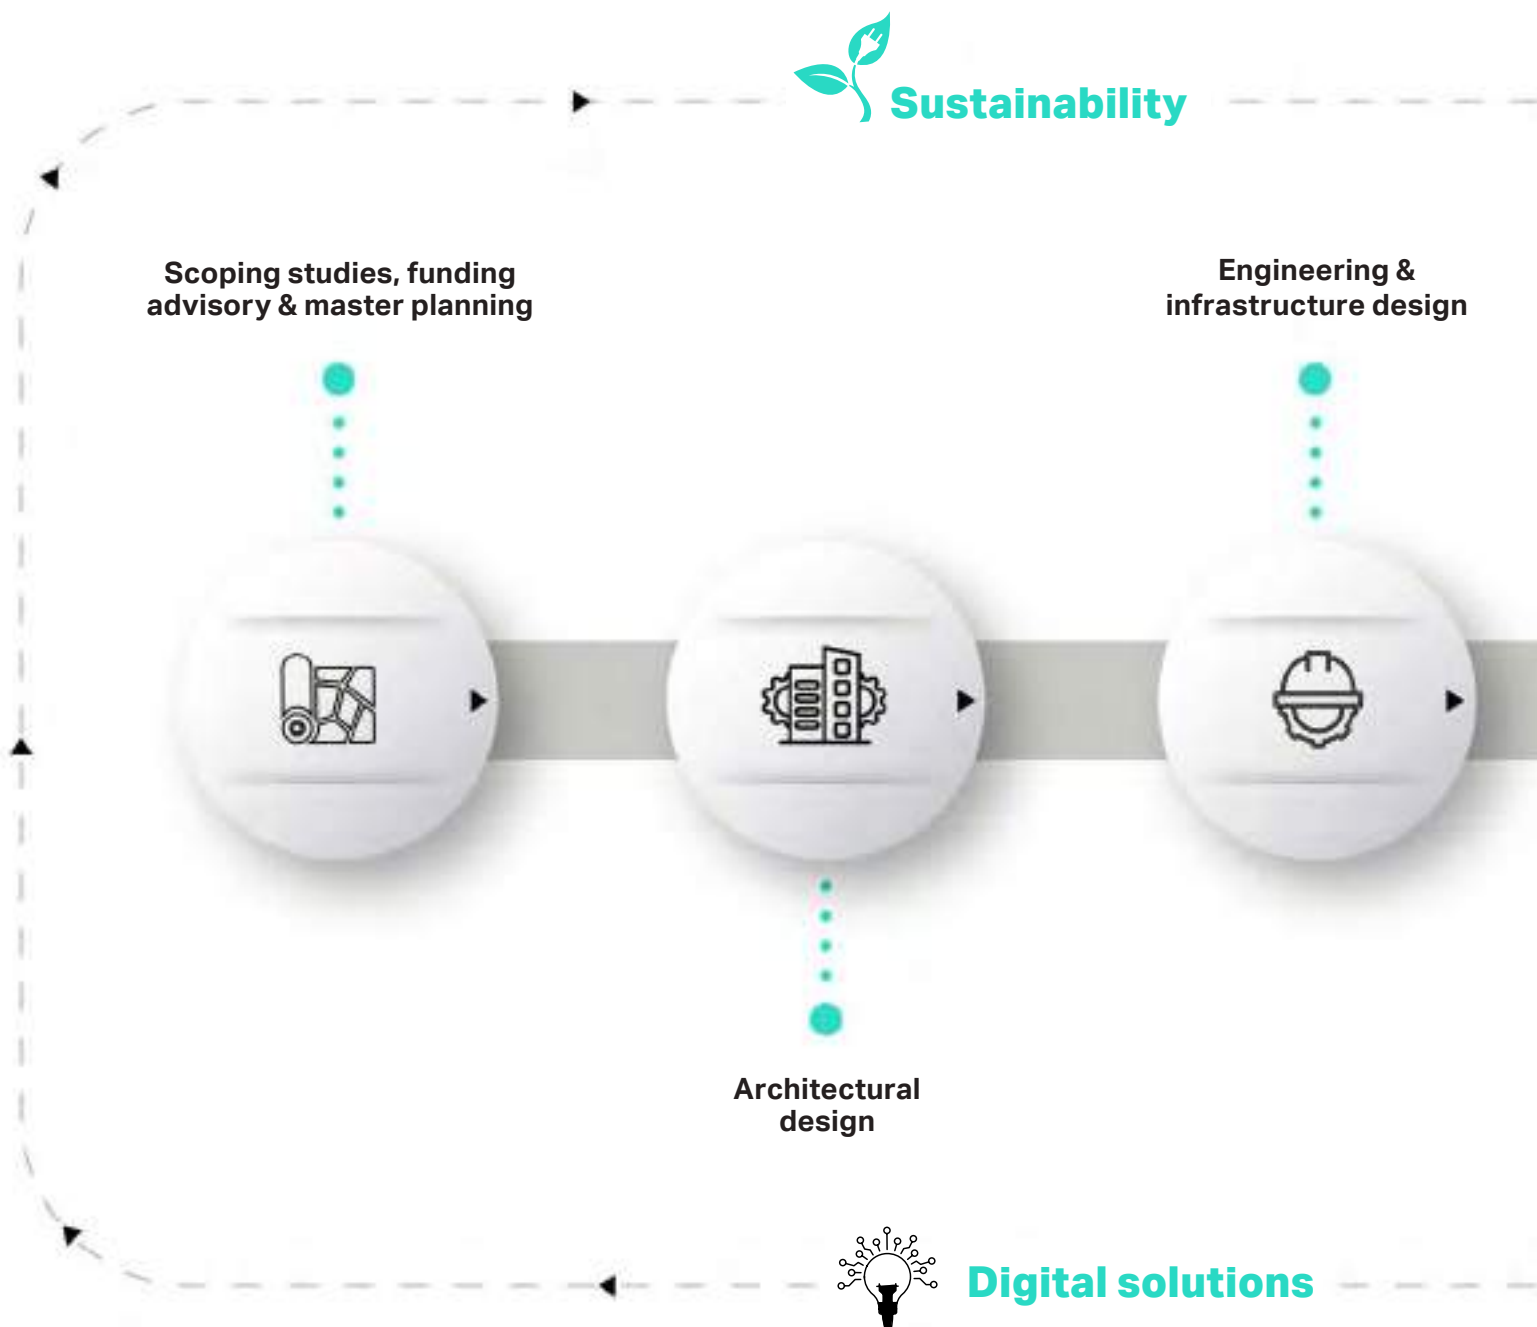 Sustainability
Scoping studies, funding
advisory & master planning
Engineering &
infrastructure design
Architectural
design
Digital solutions